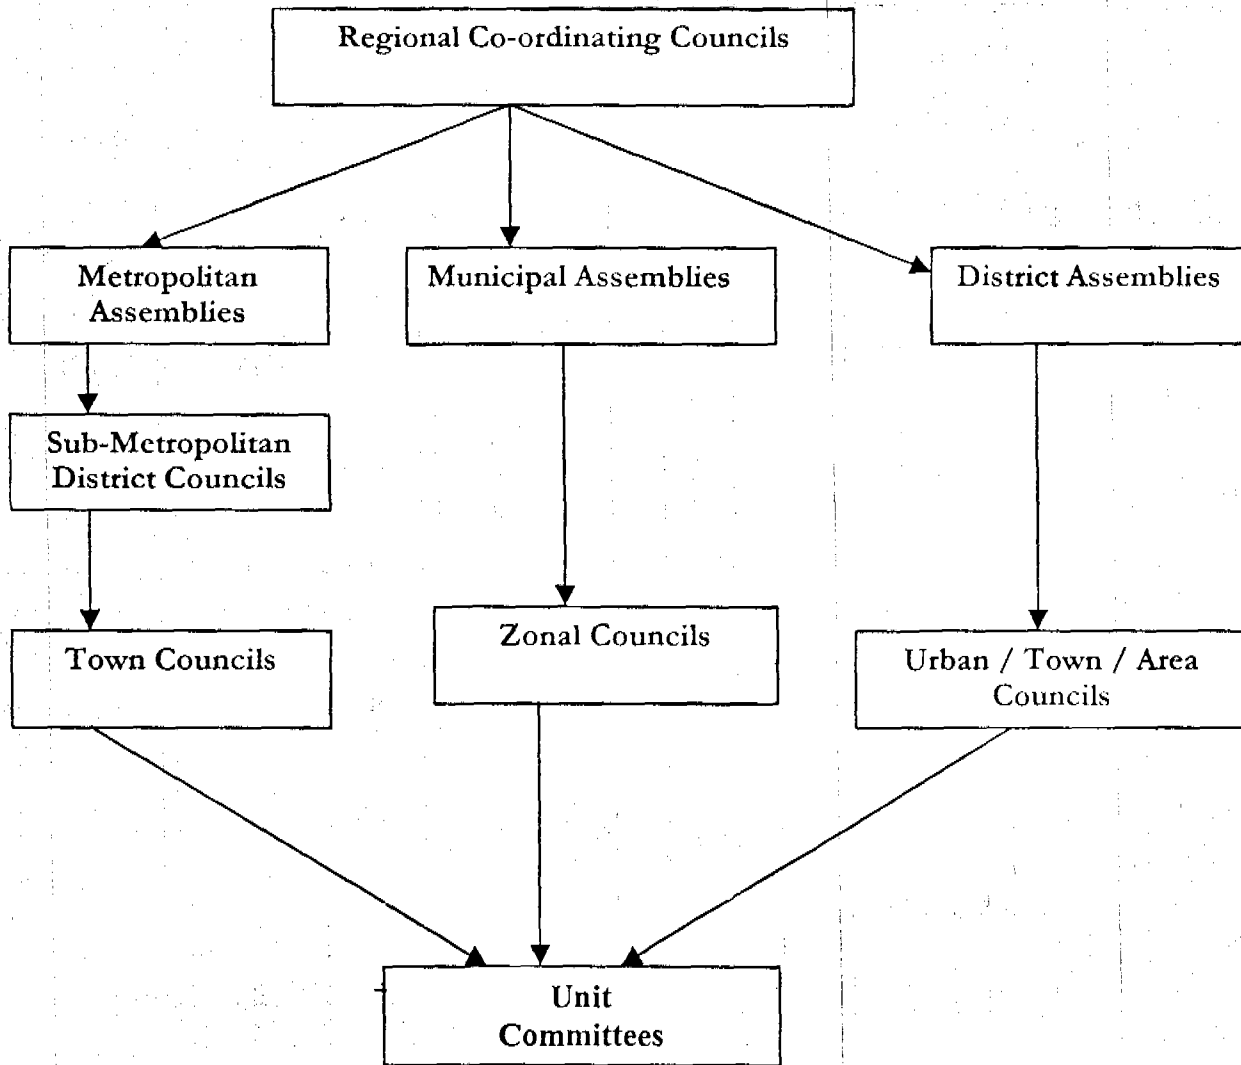 Regional Co-ordinating Councils
Metropolitan
Assemblies
Municipal Assemblies
District Assemblies
Sub-Metropolitan
District Councils
Town Councils
Zonal Councils
Urban / Town / Area
Councils
Unit
Committees